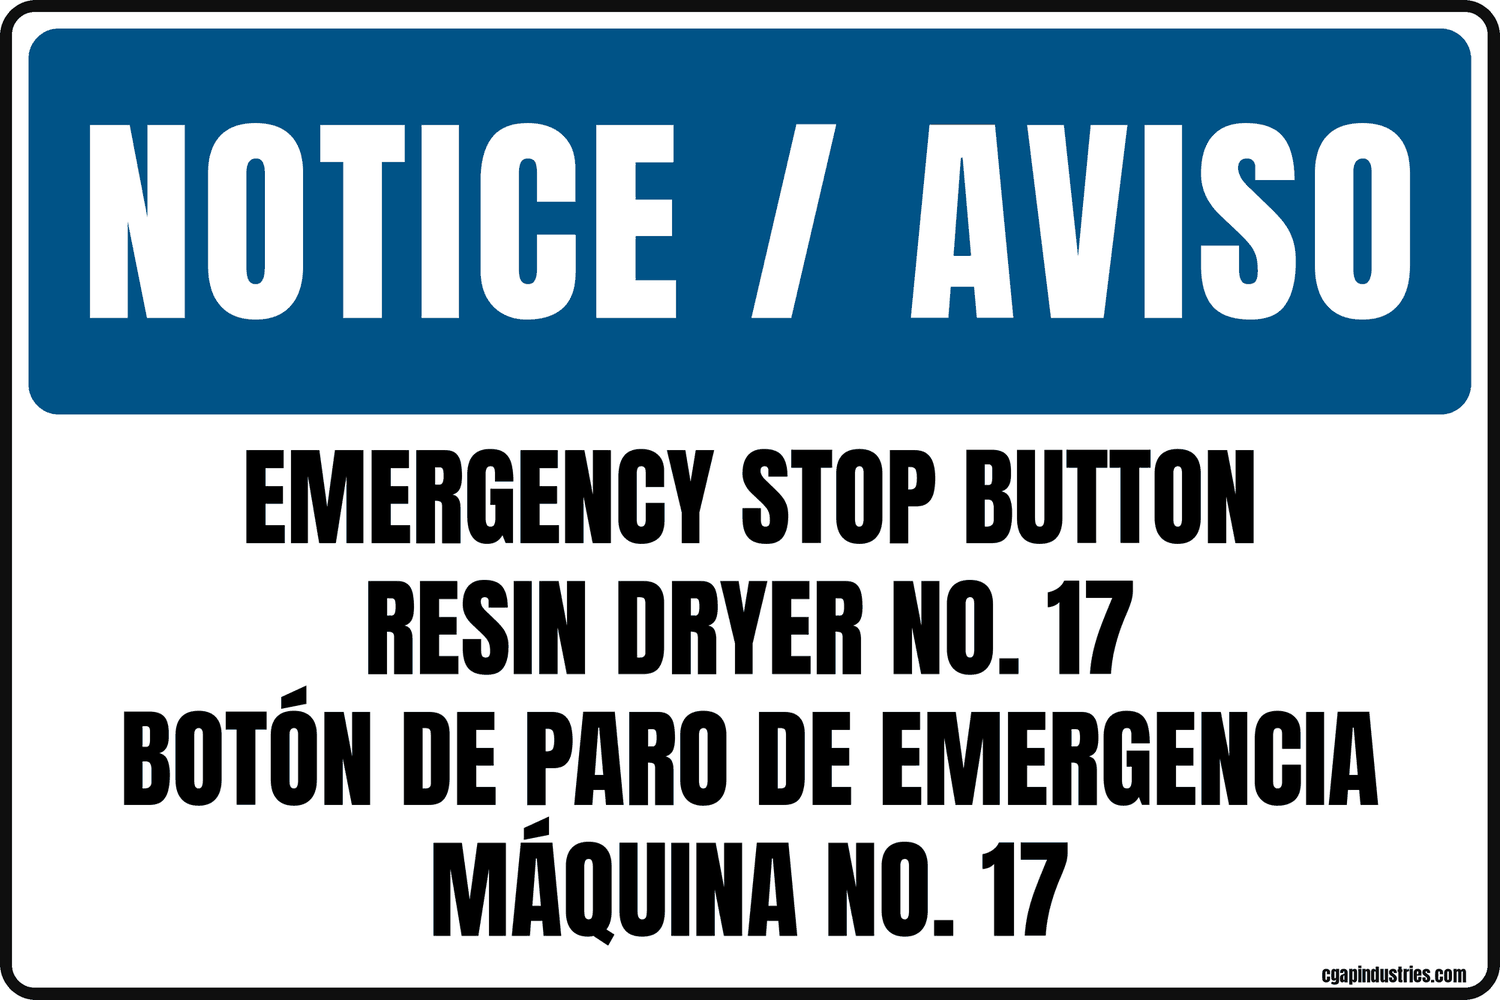 NOTICE / AVISO
EMERGENCY STOP BUTTON
RESIN DRYER NO. 17
BOTÓN DE PARO DE EMERGENCIA
MÁQUINA NO. 17
cgapindustries.com